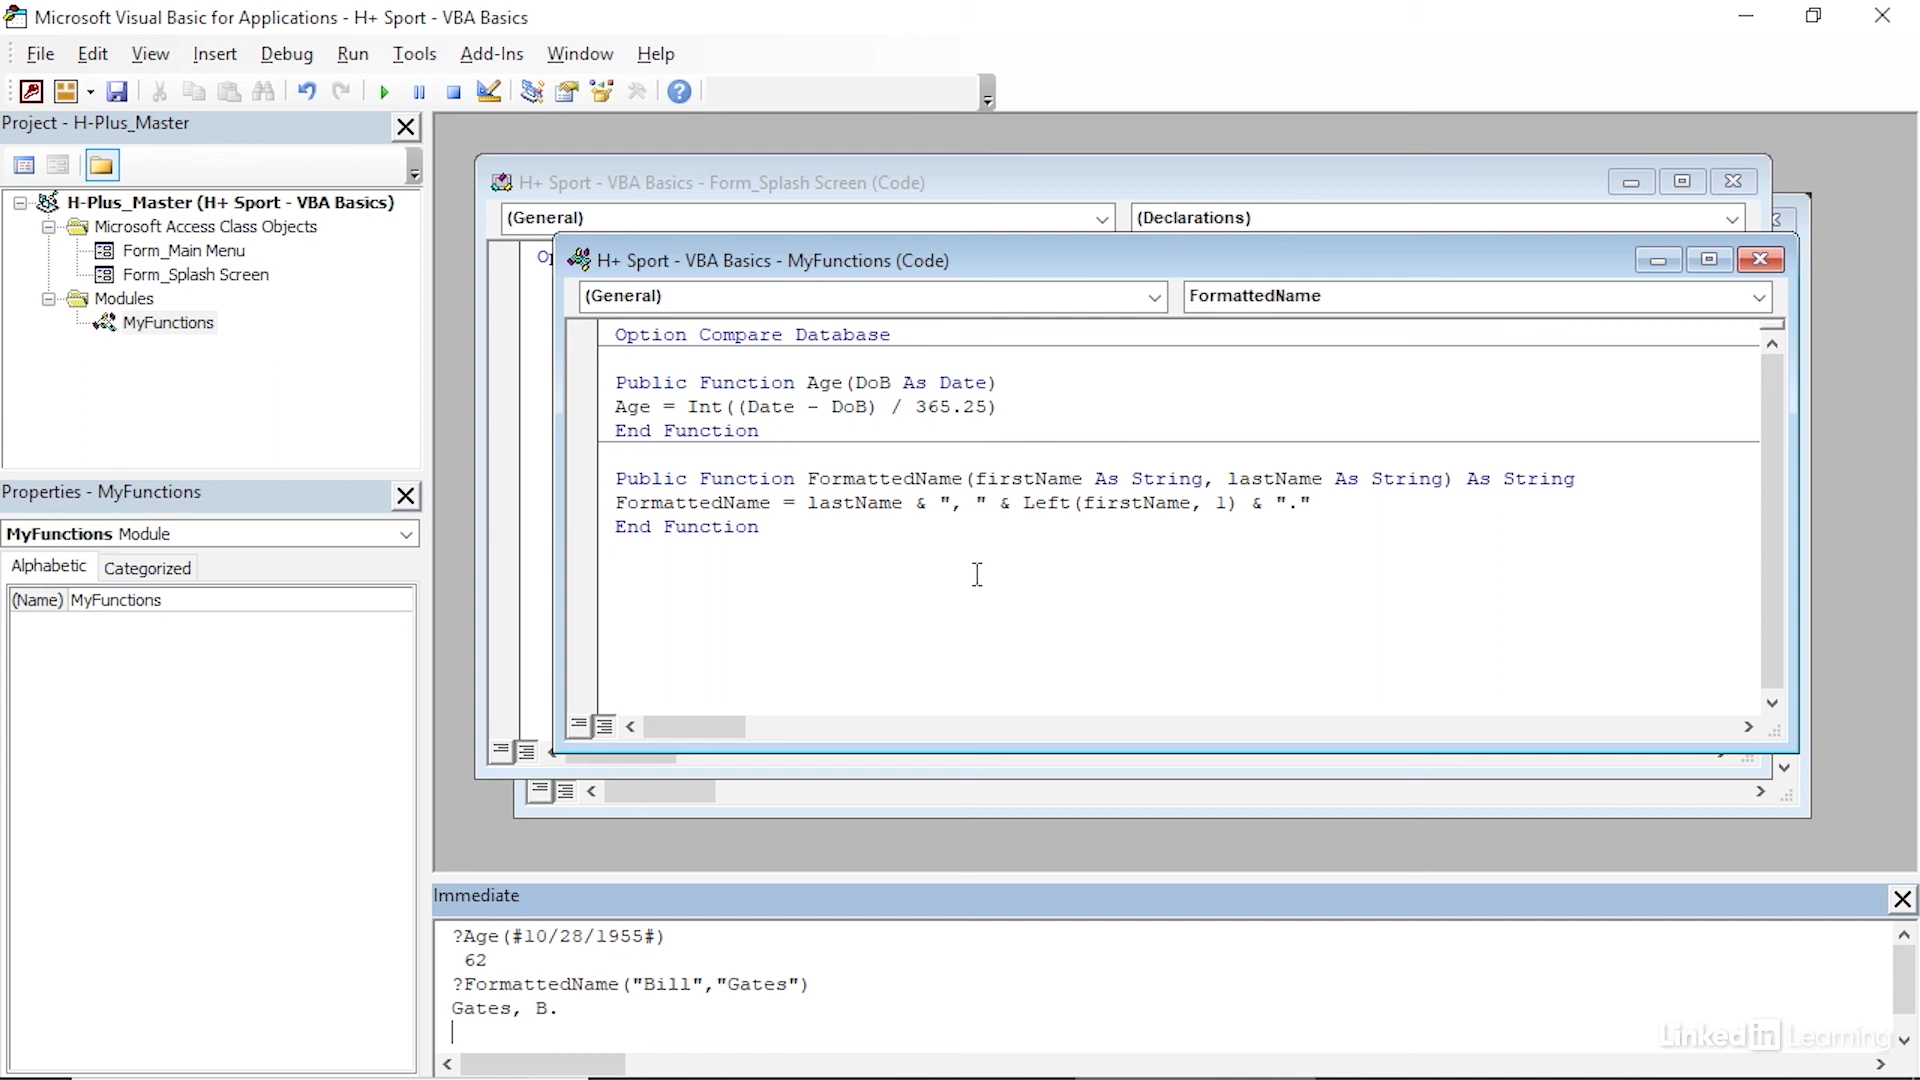 Microsoft Visual Basic for Applications - H+ Sport - VBA Basics
File Edit View Insert Debug Run Tools Add-Ins Window Help
Project - H-Plus_Master
H-Plus_Master (H+ Sport - VBA Basics)
Microsoft Access Class Objects
Form_Main Menu
Form_Splash Screen
Modules
MyFunctions
Properties - MyFunctions
MyFunctions Module
Alphabetic Categorized
(Name) MyFunctions
H+ Sport - VBA Basics - Form_Splash Screen (Code)
(General) (Declarations)
H+ Sport - VBA Basics - MyFunctions (Code)
(General) FormattedName
Option Compare Database
Public Function Age(DoB As Date)
Age = Int((Date - DoB) / 365.25)
End Function
Public Function FormattedName(firstName As String, lastName As String) As String
FormattedName = lastName & ", " & Left(firstName, 1) & "."
End Function
Immediate
?Age(#10/28/1955#)
62
?FormattedName("Bill","Gates")
Gates, B.
Linked in Learning